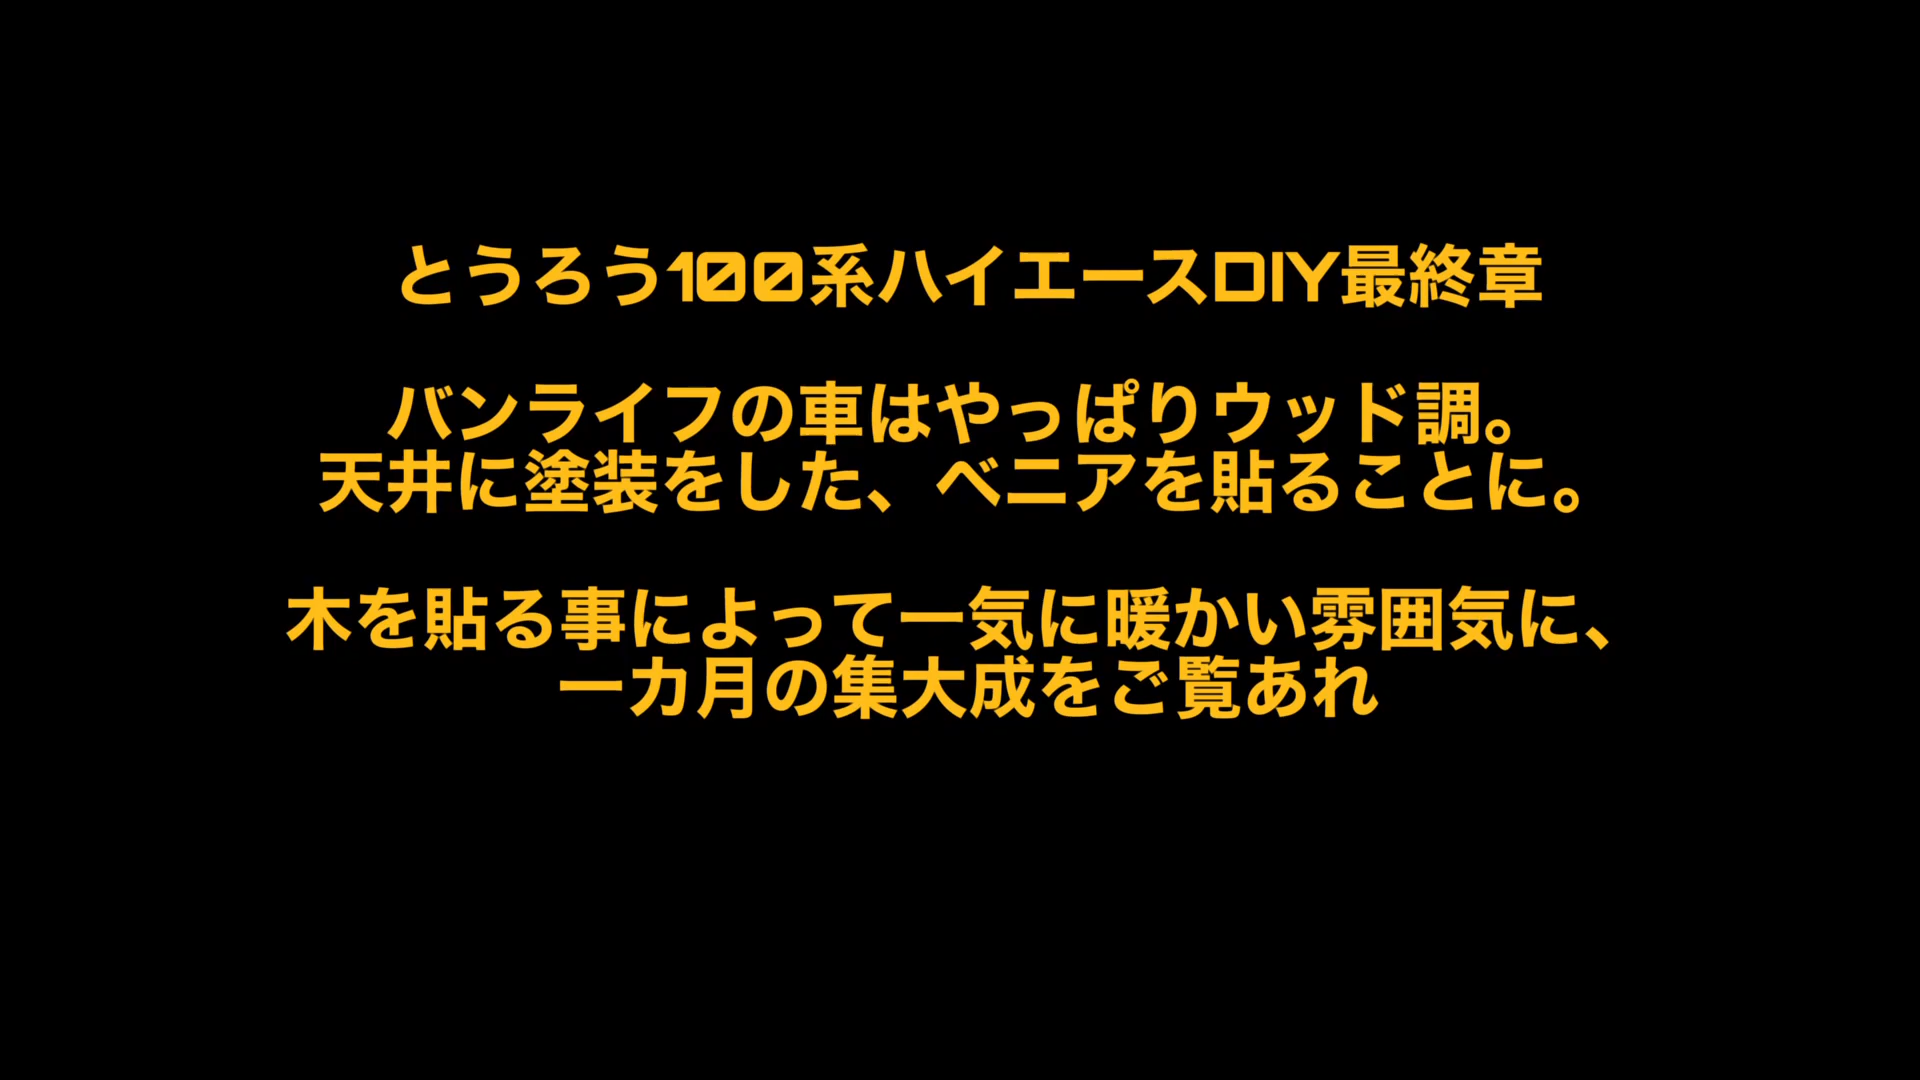 とうろう100系ハイエースDIY最終章
バンライフの車はやっぱりウッド調。
天井に塗装をした、ベニアを貼ることに。
木を貼る事によって一気に暖かい雰囲気に、
一カ月の集大成をご覧あれ